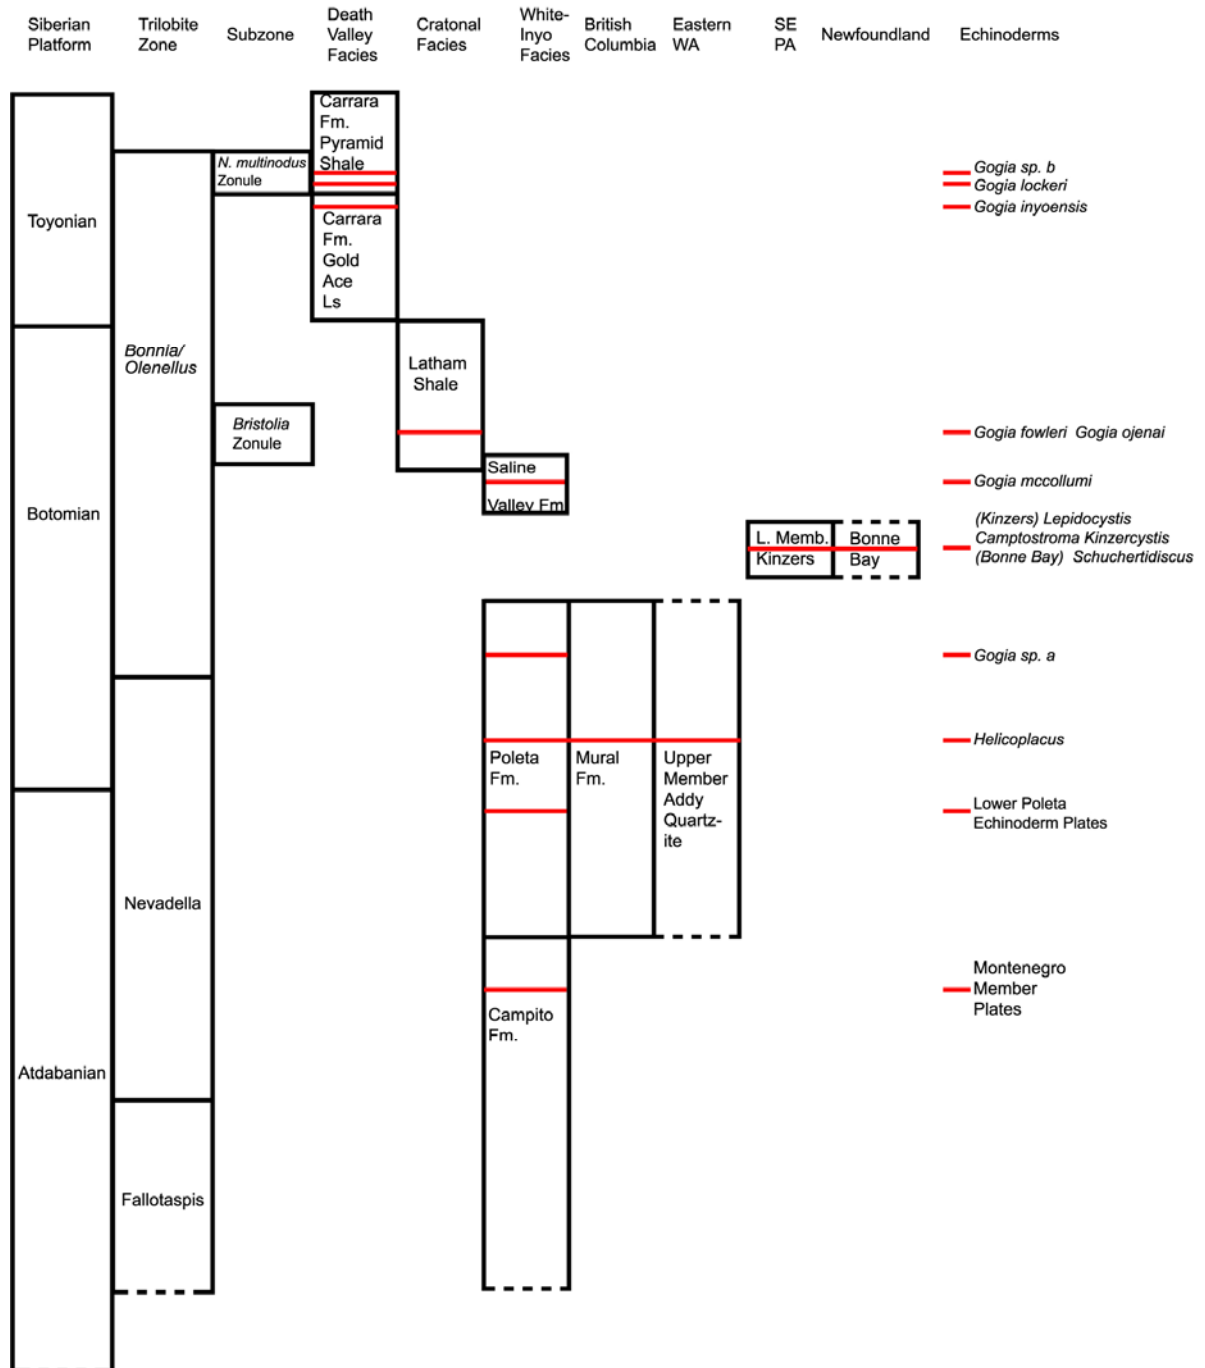 Siberian
Platform
Trilobite
Zone
Subzone
Death
Valley
Facies
Cratonal
Facies
White-
Inyo
Facies
British
Columbia
Eastern
WA
SE
PA
Newfoundland
Echinoderms
Toyonian
Botomian
Atdabanian
Bonnia/
Olenellus
Nevadella
Fallotaspis
N. multinodus
Zonule
Bristolia
Zonule
Carrara
Fm.
Pyramid
Shale
Carrara
Fm.
Gold
Ace
Ls
Latham
Shale
Saline
Valley Fm
Poleta
Fm.
Campito
Fm.
Mural
Fm.
Upper
Member
Addy
Quartz-
ite
L. Memb.
Kinzers
Bonne
Bay
Gogia sp. b
Gogia lockeri
Gogia inyoensis
Gogia fowleri Gogia ojenai
Gogia mccollumi
(Kinzers) Lepidocystis
Camptostroma Kinzercystis
(Bonne Bay) Schuchertidiscus
Gogia sp. a
Helicoplacus
Lower Poleta
Echinoderm Plates
Montenegro
Member
Plates